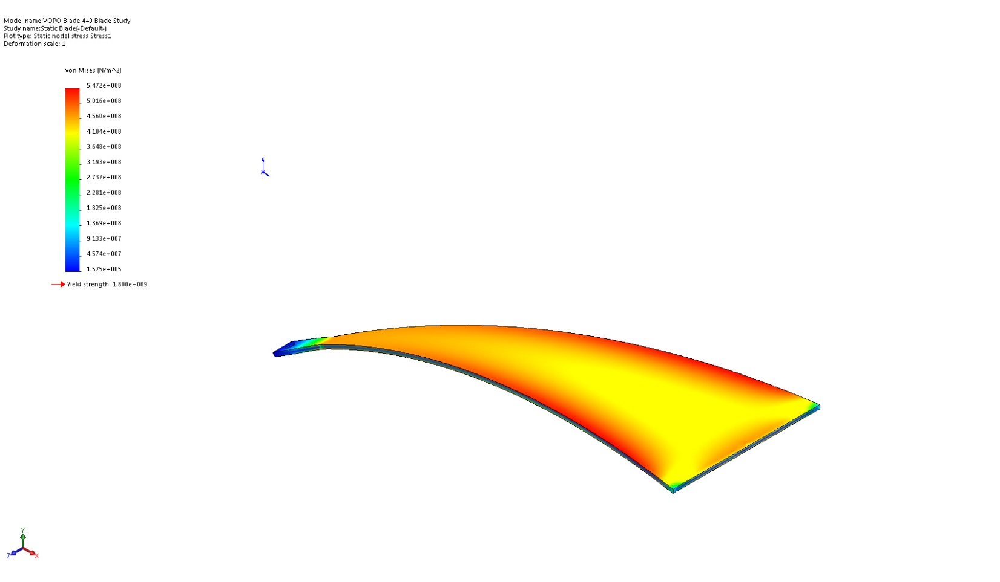 Model name:VOPO Blade 440 Blade Study
Study name:Static Blade(-Default-)
Plot type: Static nodal stress Stress1
Deformation scale: 1
von Mises (N/m^2)
5.472e+008
5.016e+008
4.560e+008
4.104e+008
3.648e+008
3.193e+008
2.737e+008
2.281e+008
1.825e+008
1.369e+008
9.133e+007
4.574e+007
1.575e+005
Yield strength: 1.800e+009
Y
Z
X